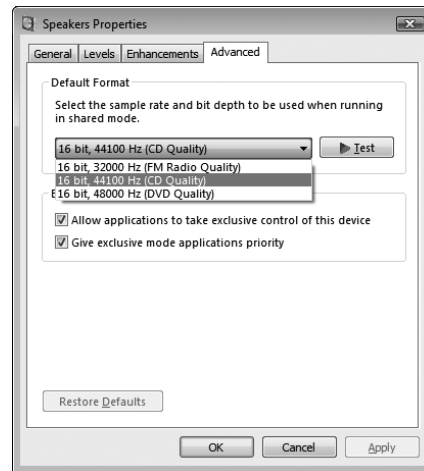 Speakers Properties
General Levels Enhancements Advanced
Default Format
Select the sample rate and bit depth to be used when running
in shared mode.
16 bit, 44100 Hz (CD Quality) Test
16 bit, 32000 Hz (FM Radio Quality)
16 bit, 44100 Hz (CD Quality)
16 bit, 48000 Hz (DVD Quality)
Allow applications to take exclusive control of this device
Give exclusive mode applications priority
Restore Defaults
OK Cancel Apply